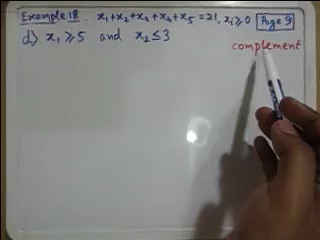 Example 18. x₁+x₂+x₃+x₄+x₅ = 21, xᵢ≥0 Page 9
d) x₁ ≥ 5 and x₂ ≤ 3
complement